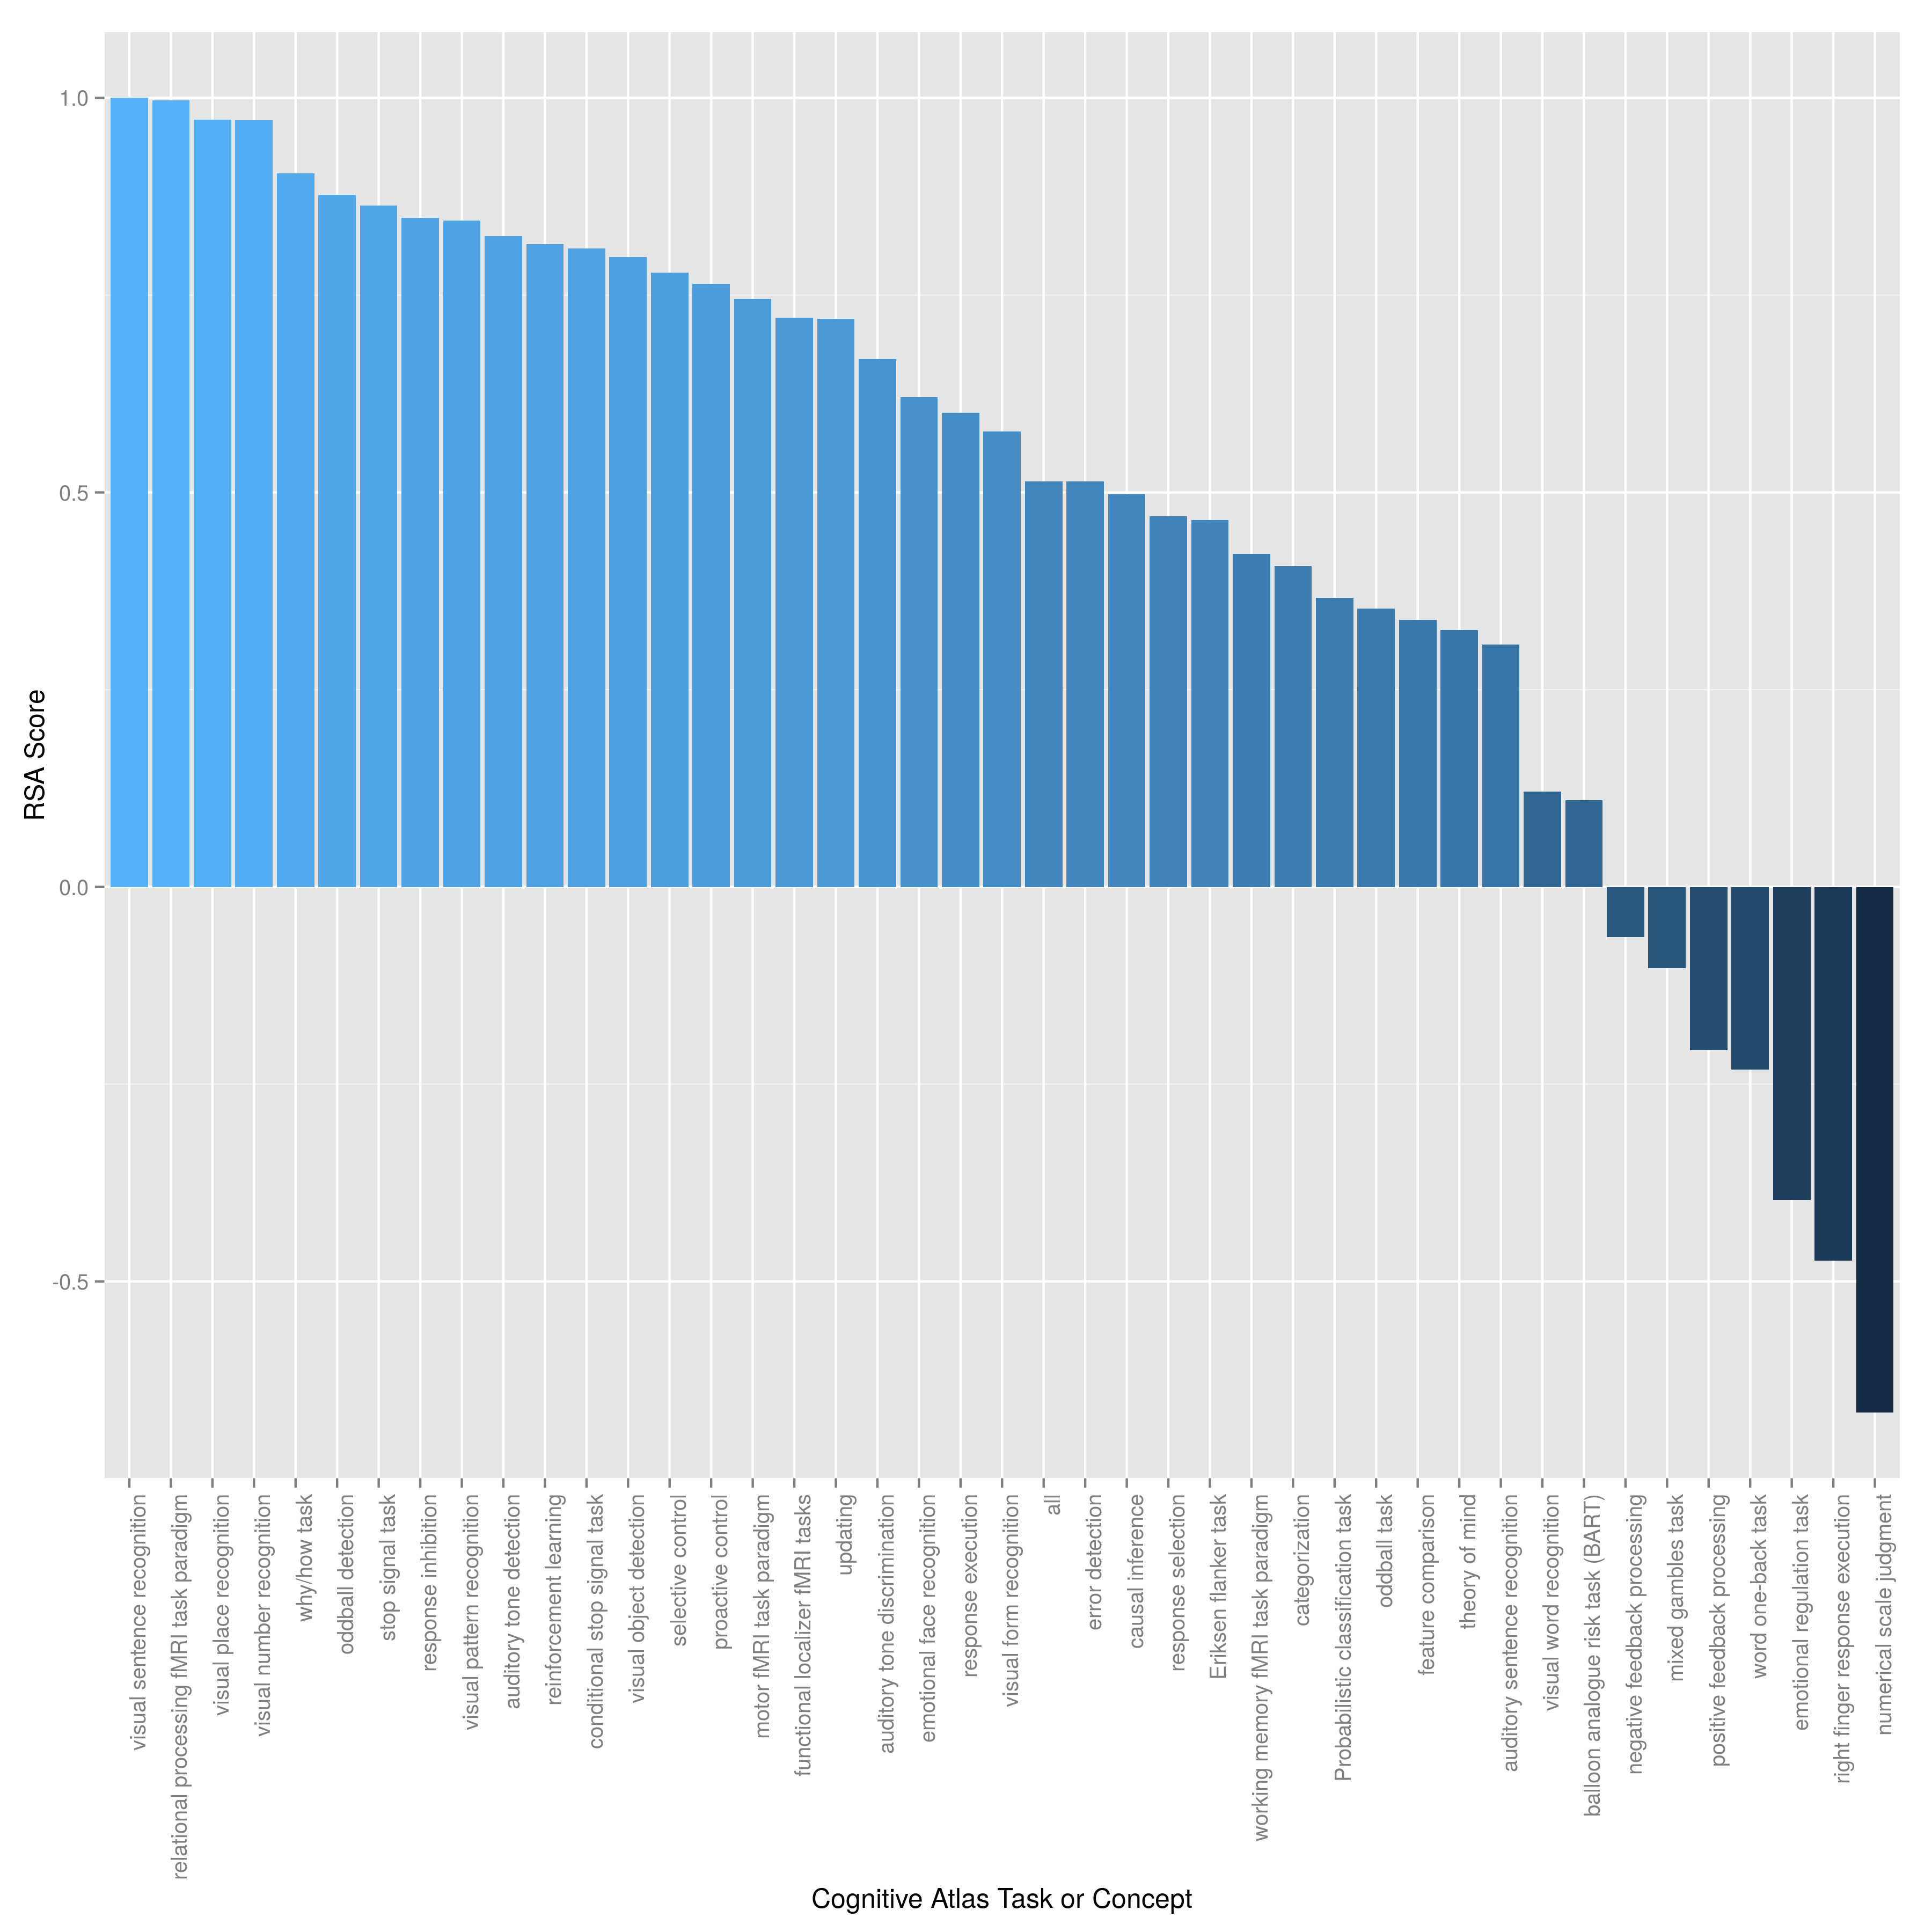 1.0
0.5
0.0
-0.5
RSA Score
visual sentence recognition
relational processing fMRI task paradigm
visual place recognition
visual number recognition
why/how task
oddball detection
stop signal task
response inhibition
visual pattern recognition
auditory tone detection
reinforcement learning
conditional stop signal task
visual object detection
selective control
proactive control
motor fMRI task paradigm
functional localizer fMRI tasks
updating
auditory tone discrimination
emotional face recognition
response execution
visual form recognition
all
error detection
causal inference
response selection
Eriksen flanker task
working memory fMRI task paradigm
categorization
Probabilistic classification task
oddball task
feature comparison
theory of mind
auditory sentence recognition
visual word recognition
balloon analogue risk task (BART)
negative feedback processing
mixed gambles task
positive feedback processing
word one-back task
emotional regulation task
right finger response execution
numerical scale judgment
Cognitive Atlas Task or Concept